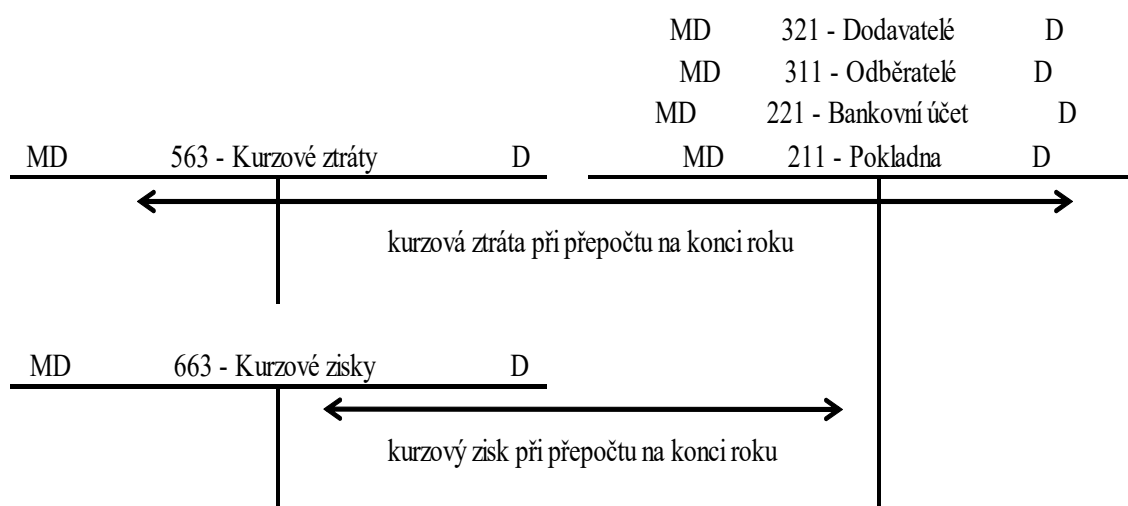 MD 321 - Dodavatelé D
MD 311 - Odběratelé D
MD 221 - Bankovní účet D
MD 563 - Kurzové ztráty D MD 211 - Pokladna D
kurzová ztráta při přepočtu na konci roku
MD 663 - Kurzové zisky D
kurzový zisk při přepočtu na konci roku